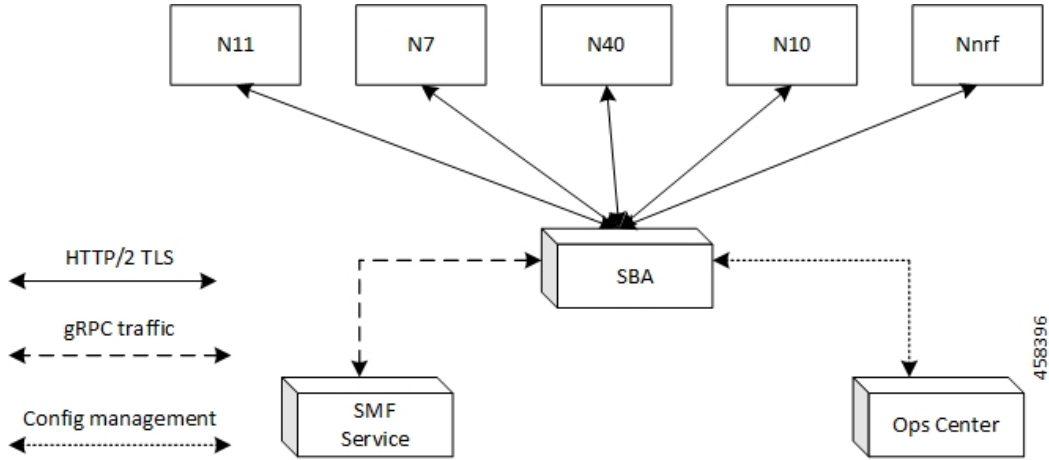 N11
N7
N40
N10
Nnrf
HTTP/2 TLS
SBA
gRPC traffic
458396
Config management
SMF
Service
Ops Center